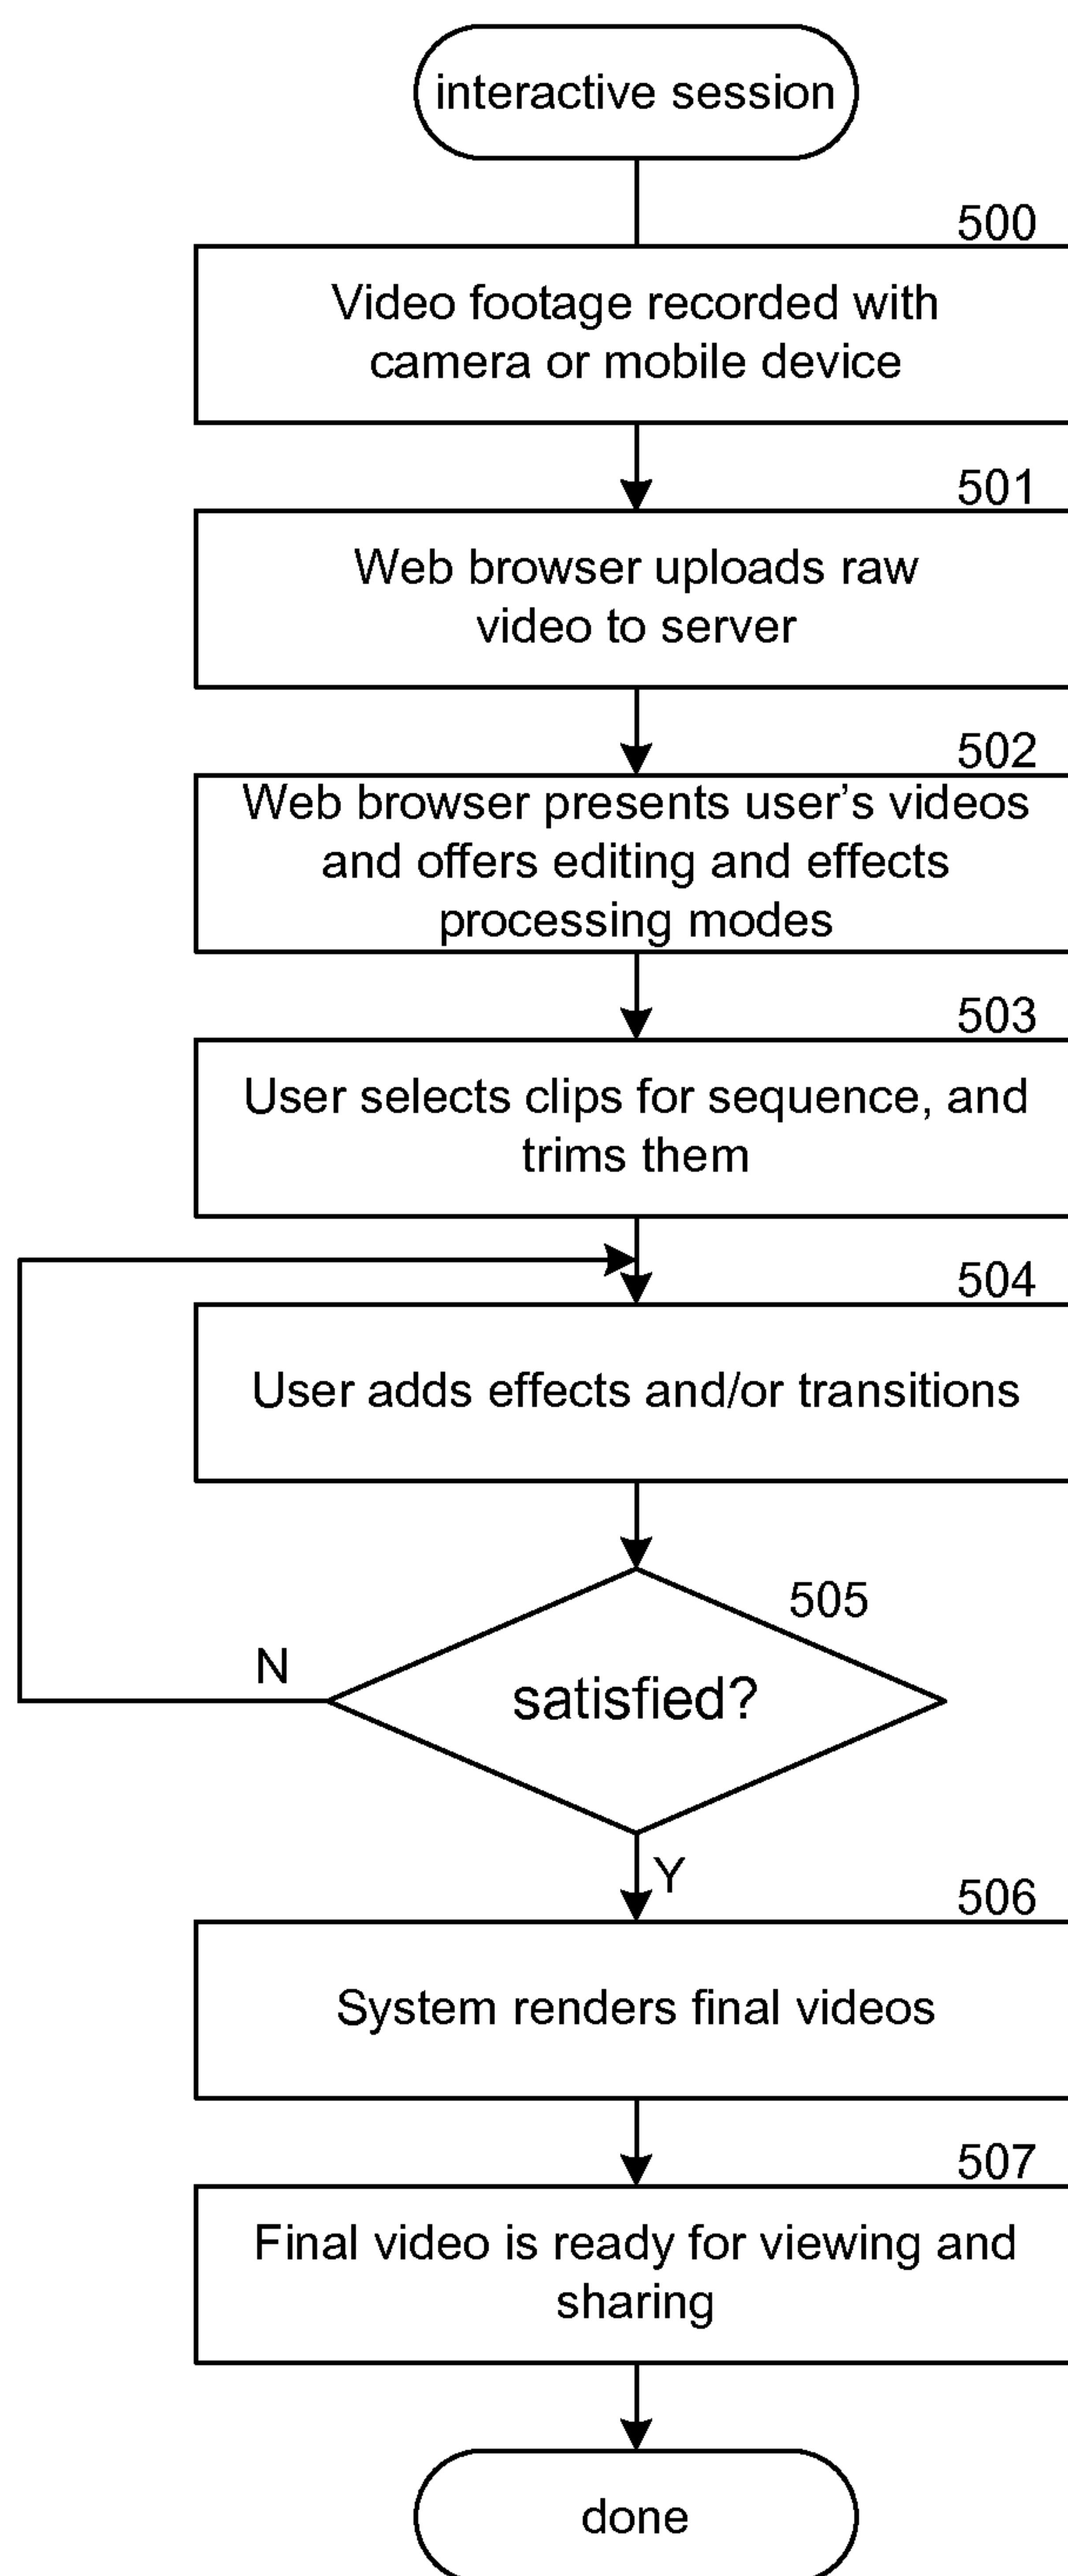 interactive session
500
Video footage recorded with
camera or mobile device
501
Web browser uploads raw
video to server
502
Web browser presents user’s videos
and offers editing and effects
processing modes
503
User selects clips for sequence, and
trims them
504
User adds effects and/or transitions
505
satisfied?
N
Y
506
System renders final videos
507
Final video is ready for viewing and
sharing
done